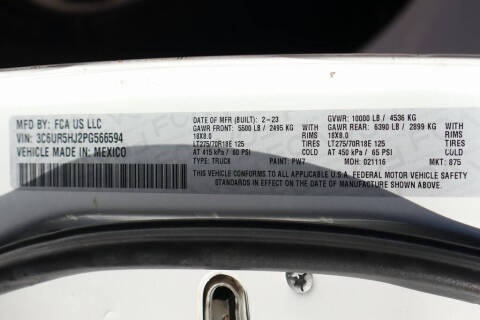 MFD BY: FCA US LLC
VIN: 3C6UR5HJ2PG566594
VEHICLE MADE IN: MEXICO
DATE OF MFR (BUILT): 2-23
GVWR: 10000 LB / 4536 KG
GAWR FRONT: 5500 LB / 2495 KG
GAWR REAR: 6390 LB / 2899 KG
18X8.0 RIMS
18X8.0 RIMS
LT275/70R18E 125 TIRES
LT275/70R18E 125 TIRES
AT 415 kPa / 60 PSI COLD
AT 450 kPa / 65 PSI COLD
TYPE: TRUCK
PAINT: PW7
MDH: 021116
MKT: 875
THIS VEHICLE CONFORMS TO ALL APPLICABLE U.S.A. FEDERAL MOTOR VEHICLE SAFETY
STANDARDS IN EFFECT ON THE DATE OF MANUFACTURE SHOWN ABOVE.